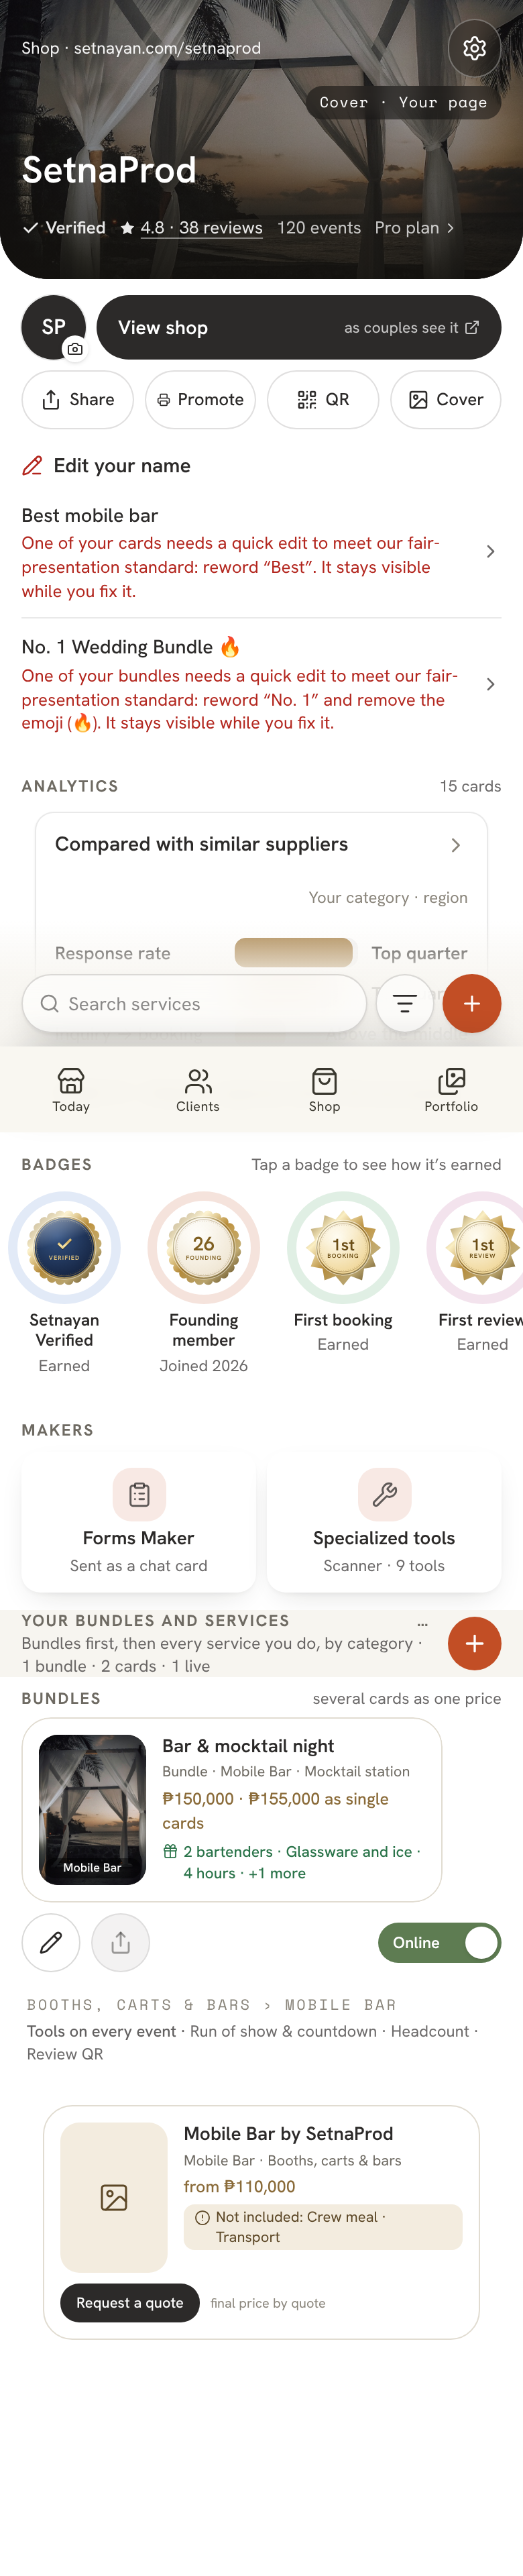 Shop · setnayan.com/setnaprod
Cover · Your page
SetnaProd
Verified
4.8 · 38 reviews
120 events
Pro plan
SP
View shop
as couples see it
Share
Promote
QR
Cover
Edit your name
Best mobile bar
One of your cards needs a quick edit to meet our fair-
presentation standard: reword “Best”. It stays visible
while you fix it.
No. 1 Wedding Bundle 🔥
One of your bundles needs a quick edit to meet our fair-
presentation standard: reword “No. 1” and remove the
emoji (🔥). It stays visible while you fix it.
ANALYTICS
15 cards
Compared with similar suppliers
Your category · region
Response rate
Top quarter
Search services
Today
Clients
Shop
Portfolio
BADGES
Tap a badge to see how it’s earned
VERIFIED
26
FOUNDING
1st
BOOKING
1st
REVIEW
Setnayan
Verified
Earned
Founding
member
Joined 2026
First booking
Earned
First review
Earned
MAKERS
Forms Maker
Sent as a chat card
Specialized tools
Scanner · 9 tools
YOUR BUNDLES AND SERVICES
...
Bundles first, then every service you do, by category ·
1 bundle · 2 cards · 1 live
BUNDLES
several cards as one price
Bar & mocktail night
Bundle · Mobile Bar · Mocktail station
₱150,000 · ₱155,000 as single
cards
2 bartenders · Glassware and ice ·
4 hours · +1 more
Mobile Bar
Online
BOOTHS, CARTS & BARS › MOBILE BAR
Tools on every event · Run of show & countdown · Headcount ·
Review QR
Mobile Bar by SetnaProd
Mobile Bar · Booths, carts & bars
from ₱110,000
Not included: Crew meal ·
Transport
Request a quote
final price by quote